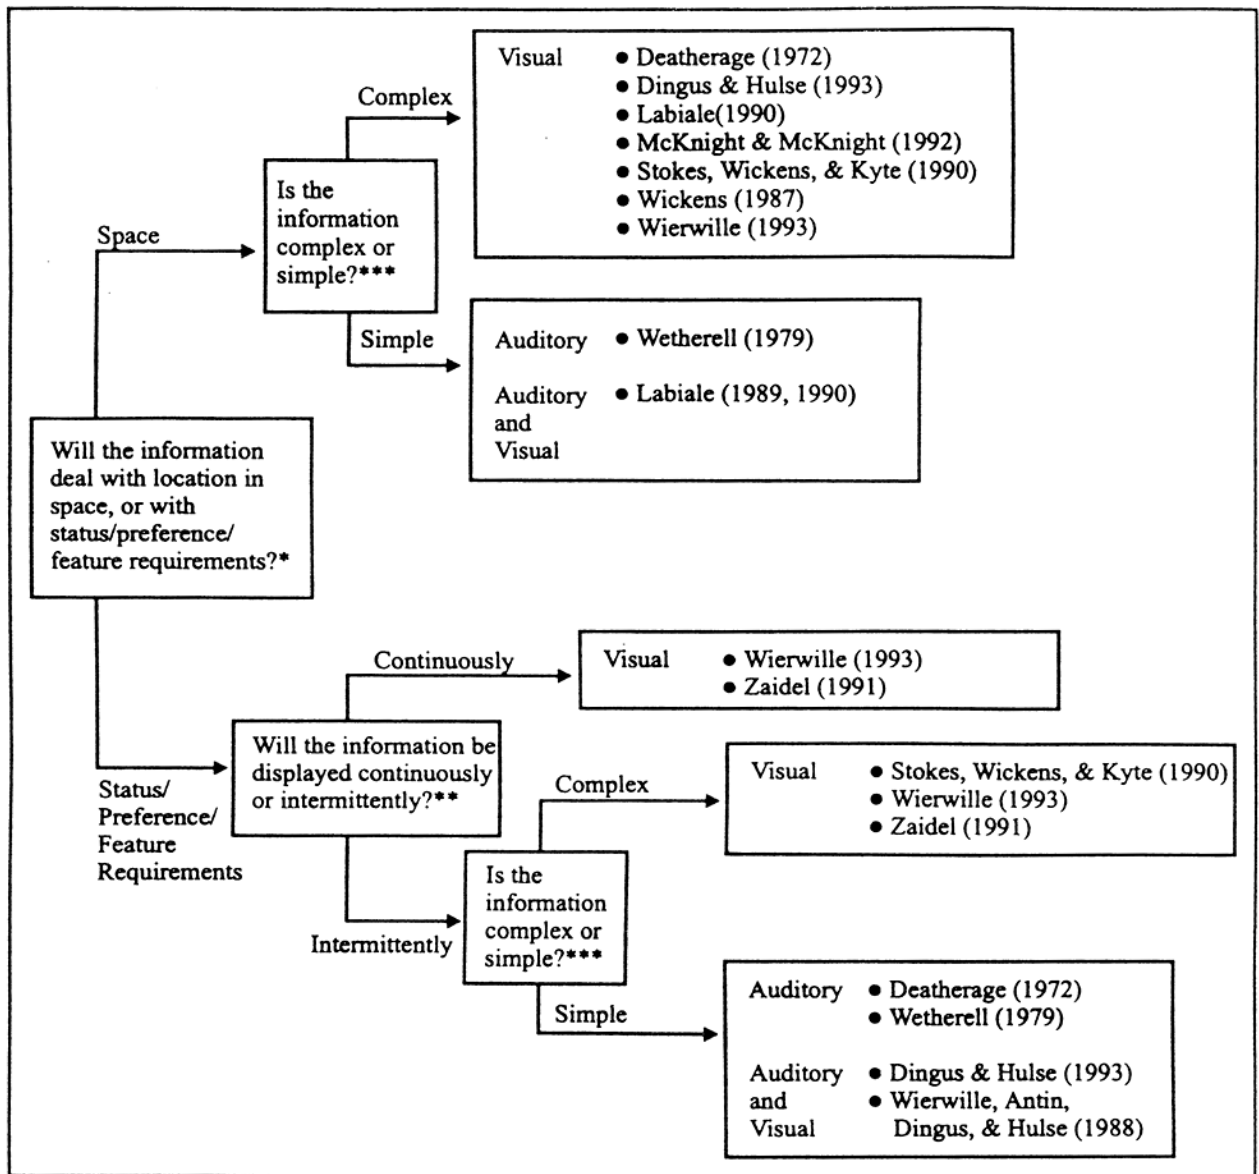 Complex
Visual ● Deatherage (1972)
● Dingus & Hulse (1993)
● Labiale(1990)
● McKnight & McKnight (1992)
● Stokes, Wickens, & Kyte (1990)
● Wickens (1987)
● Wierwille (1993)
Space
Is the
information
complex or
simple?***
Simple
Auditory ● Wetherell (1979)
Auditory ● Labiale (1989, 1990)
and
Visual
Will the information
deal with location in
space, or with
status/preference/
feature requirements?*
Continuously
Visual ● Wierwille (1993)
● Zaidel (1991)
Status/
Preference/
Feature
Requirements
Will the information be
displayed continuously
or intermittently?**
Complex
Visual ● Stokes, Wickens, & Kyte (1990)
● Wierwille (1993)
● Zaidel (1991)
Intermittently
Is the
information
complex or
simple?***
Simple
Auditory ● Deatherage (1972)
● Wetherell (1979)
Auditory ● Dingus & Hulse (1993)
and ● Wierwille, Antin,
Visual Dingus, & Hulse (1988)